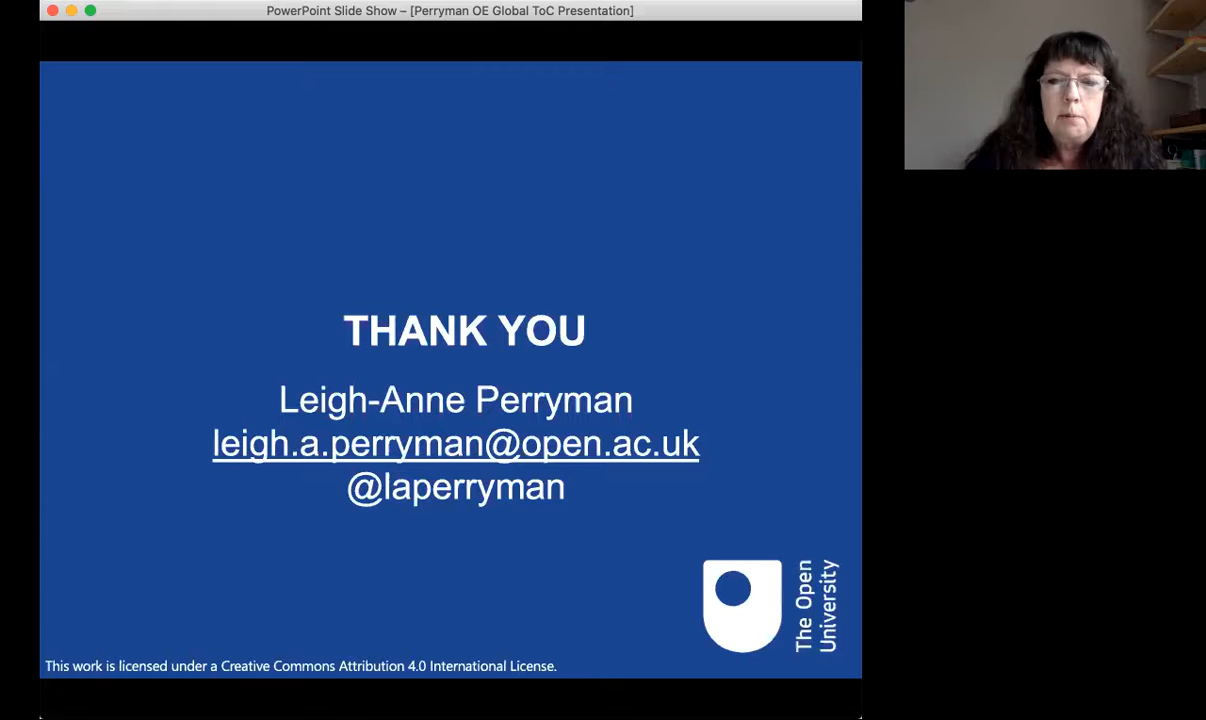 PowerPoint Slide Show – [Perryman OE Global ToC Presentation]
THANK YOU
Leigh-Anne Perryman
leigh.a.perryman@open.ac.uk
@laperryman
The Open
University
This work is licensed under a Creative Commons Attribution 4.0 International License.